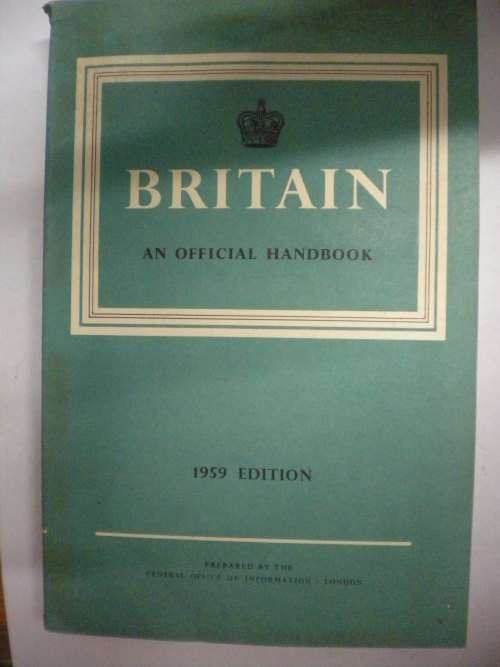 BRITAIN
AN OFFICIAL HANDBOOK
1959 EDITION
PREPARED BY THE
CENTRAL OFFICE OF INFORMATION : LONDON